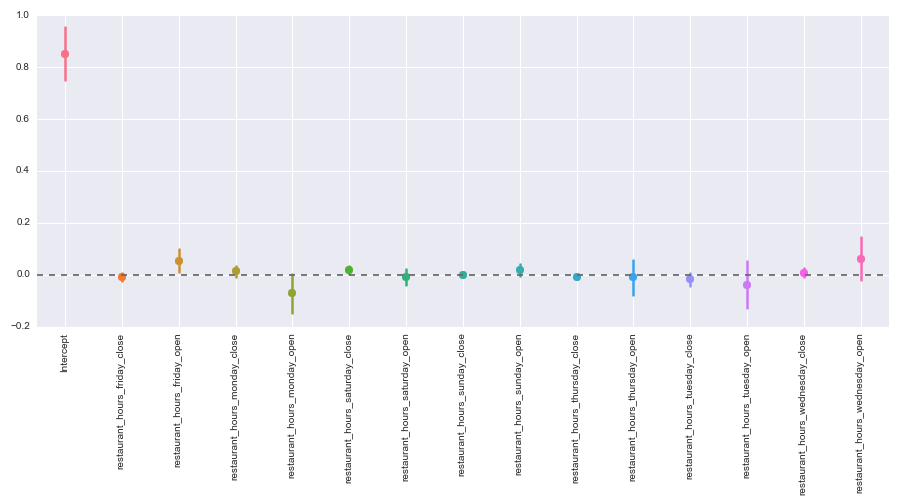 1.0
0.8
0.6
0.4
0.2
0.0
−0.2
Intercept
restaurant_hours_friday_close
restaurant_hours_friday_open
restaurant_hours_monday_close
restaurant_hours_monday_open
restaurant_hours_saturday_close
restaurant_hours_saturday_open
restaurant_hours_sunday_close
restaurant_hours_sunday_open
restaurant_hours_thursday_close
restaurant_hours_thursday_open
restaurant_hours_tuesday_close
restaurant_hours_tuesday_open
restaurant_hours_wednesday_close
restaurant_hours_wednesday_open